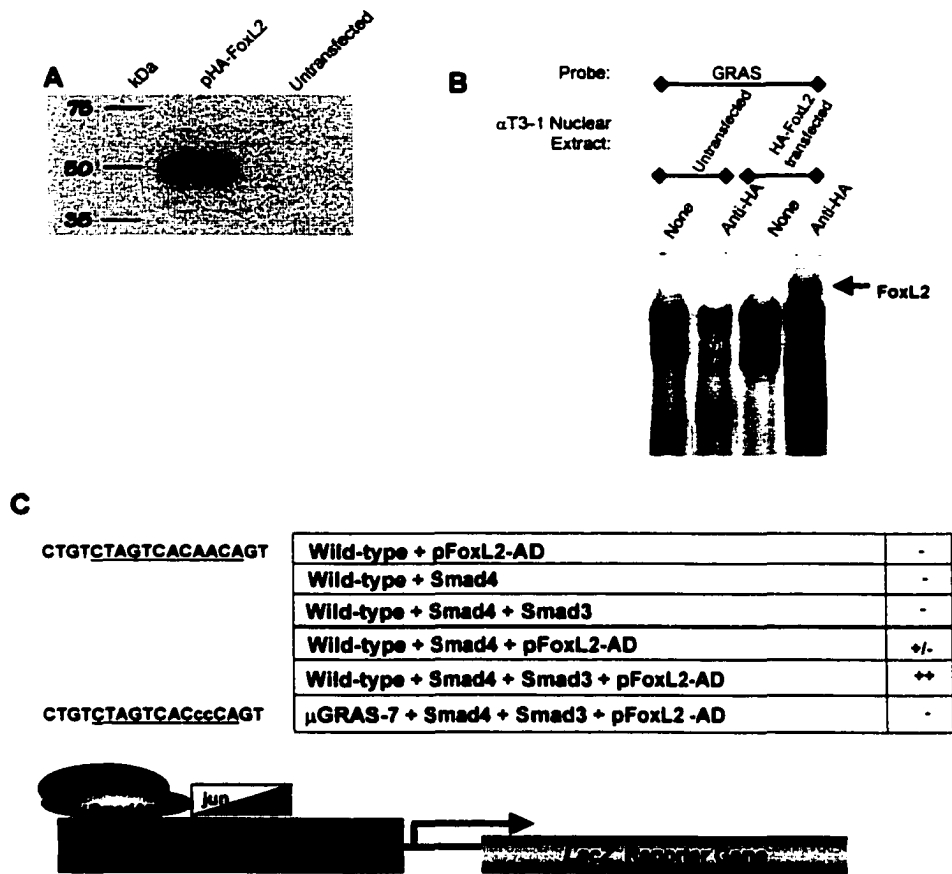 A
kDa
pHA-FoxL2
Untransfected
75
50
35
B
Probe:
GRAS
αT3-1 Nuclear
Extract:
Untransfected
HA-FoxL2
transfected
None
Anti-HA
None
Anti-HA
FoxL2
C
CTGTCTAGTCACAACAGT
Wild-type + pFoxL2-AD -
Wild-type + Smad4 -
Wild-type + Smad4 + Smad3 -
Wild-type + Smad4 + pFoxL2-AD +/-
Wild-type + Smad4 + Smad3 + pFoxL2-AD ++
CTGTCTAGTCACccCAGT
μGRAS-7 + Smad4 + Smad3 + pFoxL2 -AD -
jun
Reporter Gene